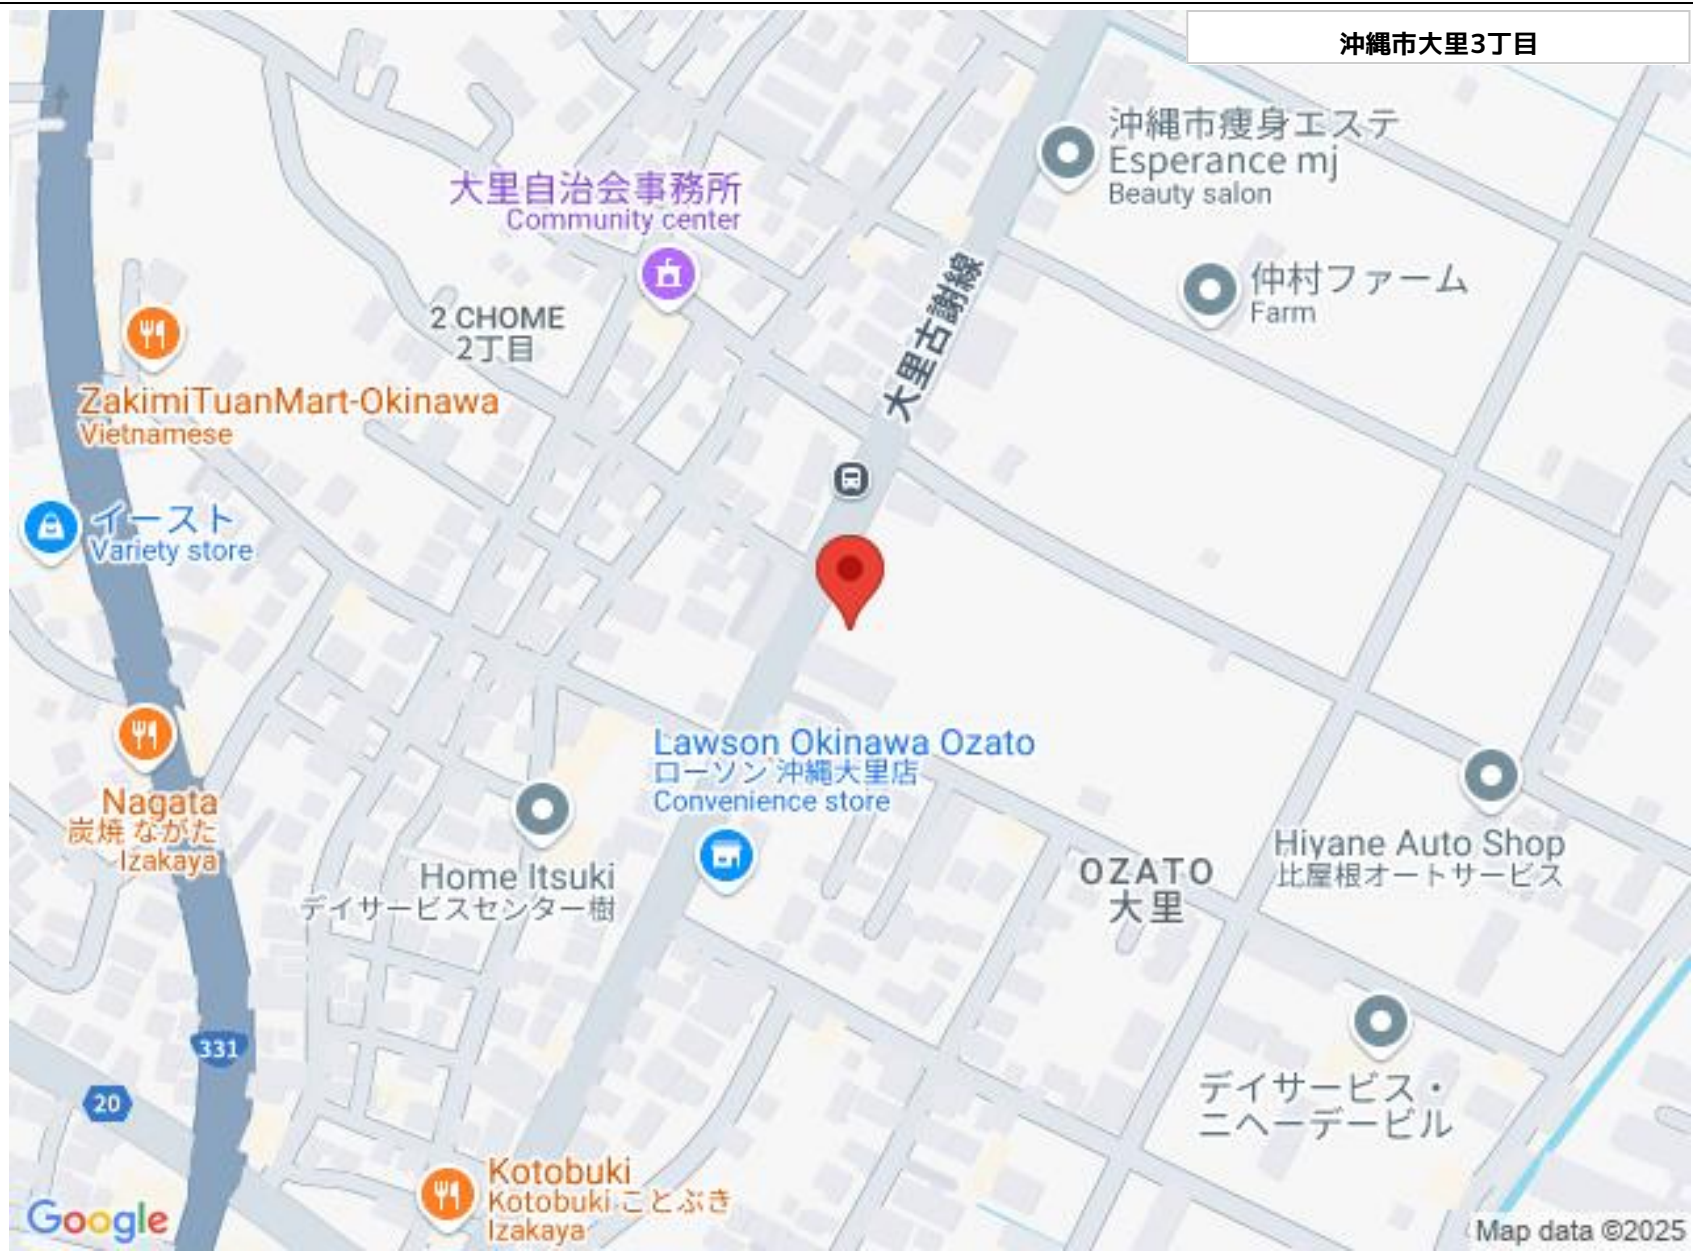 沖縄市大里3丁目
沖縄市痩身エステ
Esperance mj
Beauty salon
大里自治会事務所
Community center
大里古謝線
仲村ファーム
Farm
2 CHOME
2丁目
ZakimiTuanMart-Okinawa
Vietnamese
イースト
Variety store
Lawson Okinawa Ozato
ローソン 沖縄大里店
Convenience store
Nagata
炭焼 ながた
Izakaya
Home Itsuki
デイサービスセンター樹
OZATO
大里
Hiyane Auto Shop
比屋根オートサービス
331
20
デイサービス・
ニヘーデービル
Kotobuki
Kotobuki ことぶき
Izakaya
Google
Map data ©2025